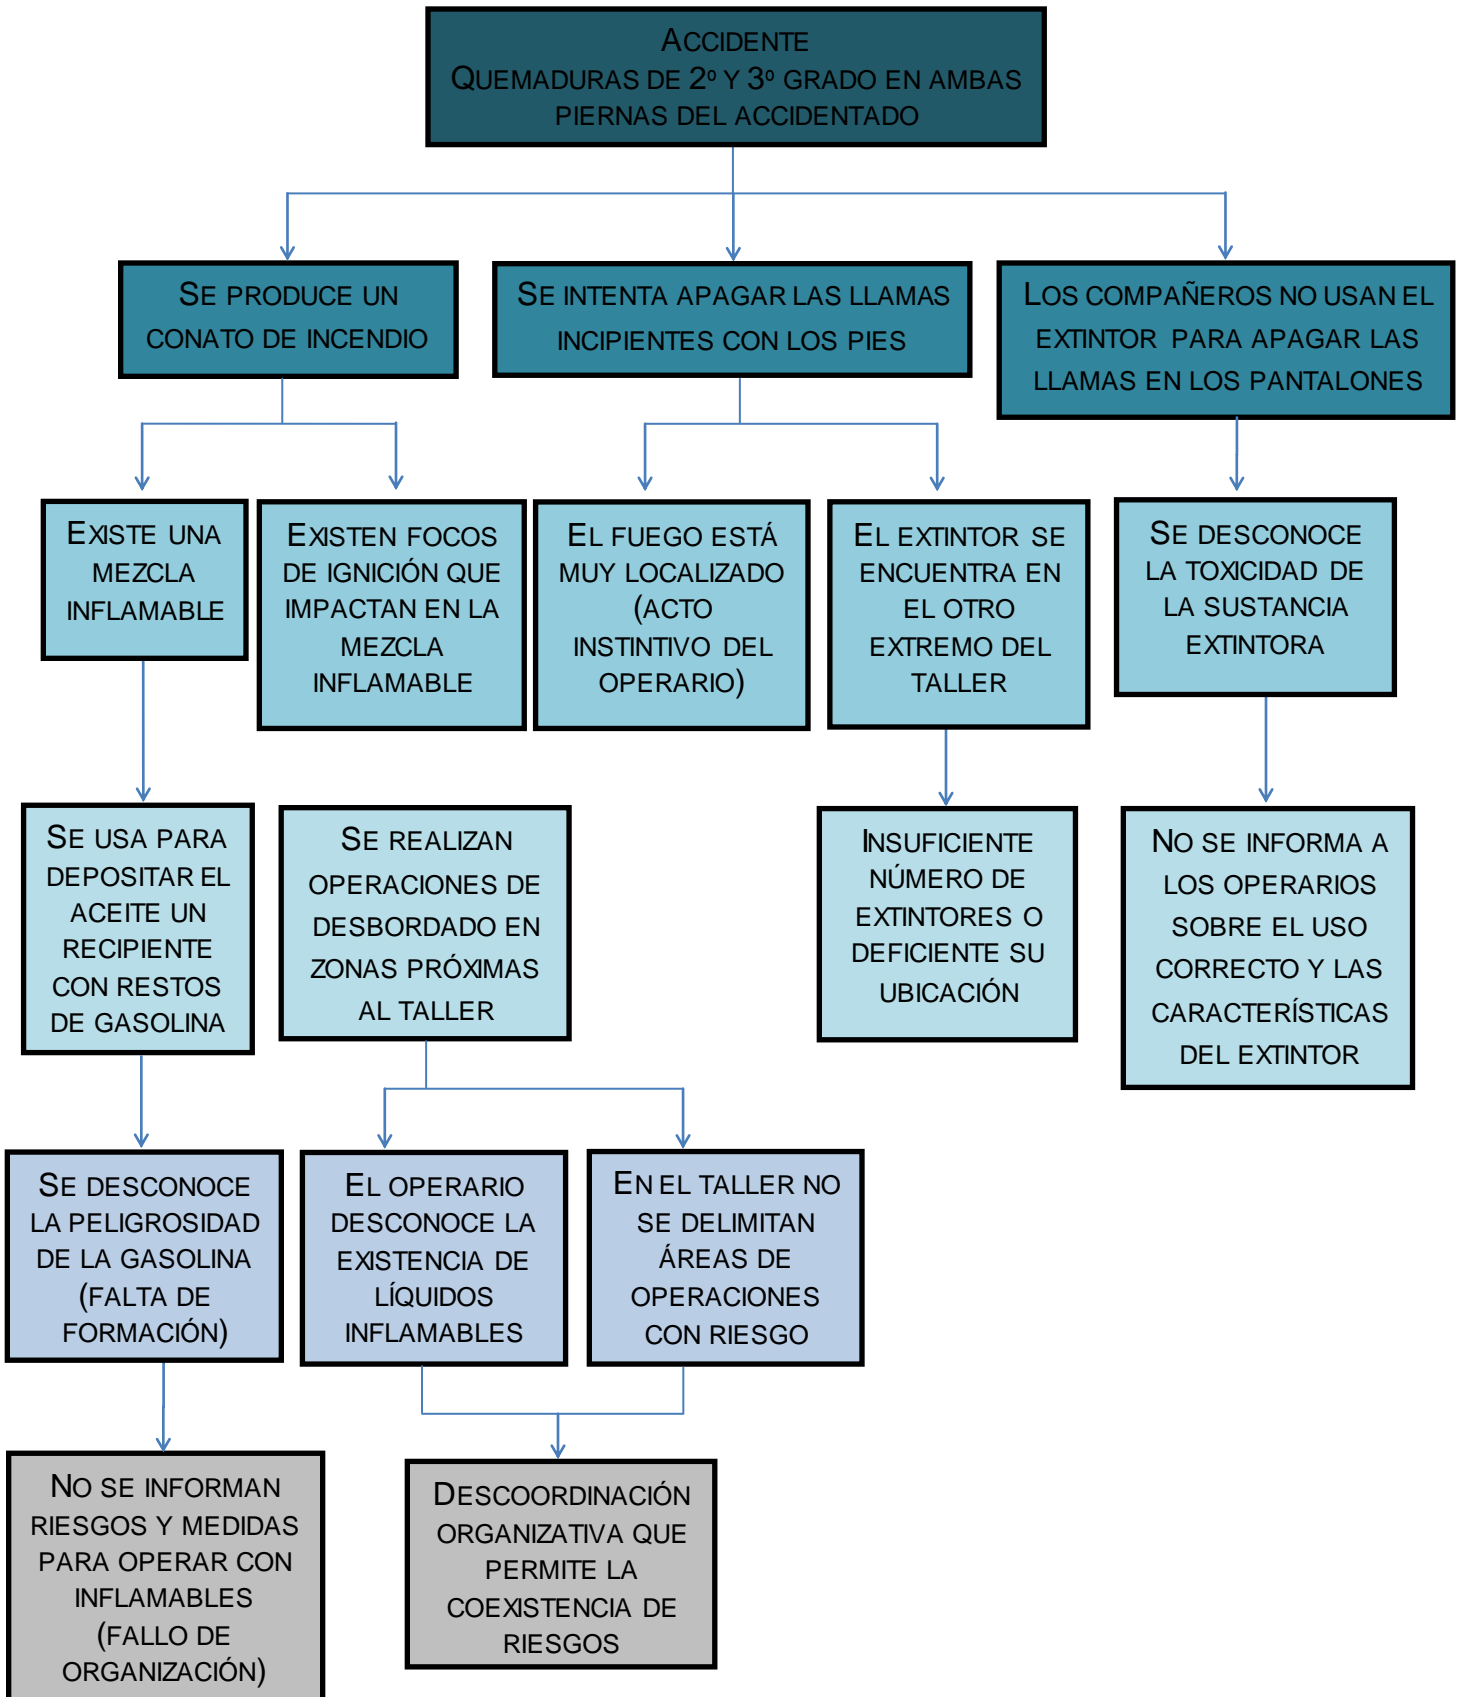 ACCIDENTE
QUEMADURAS DE 2º Y 3º GRADO EN AMBAS
PIERNAS DEL ACCIDENTADO
SE PRODUCE UN
CONATO DE INCENDIO
SE INTENTA APAGAR LAS LLAMAS
INCIPIENTES CON LOS PIES
LOS COMPAÑEROS NO USAN EL
EXTINTOR PARA APAGAR LAS
LLAMAS EN LOS PANTALONES
EXISTE UNA
MEZCLA
INFLAMABLE
EXISTEN FOCOS
DE IGNICIÓN QUE
IMPACTAN EN LA
MEZCLA
INFLAMABLE
EL FUEGO ESTÁ
MUY LOCALIZADO
(ACTO
INSTINTIVO DEL
OPERARIO)
EL EXTINTOR SE
ENCUENTRA EN
EL OTRO
EXTREMO DEL
TALLER
SE DESCONOCE
LA TOXICIDAD DE
LA SUSTANCIA
EXTINTORA
SE USA PARA
DEPOSITAR EL
ACEITE UN
RECIPIENTE
CON RESTOS
DE GASOLINA
SE REALIZAN
OPERACIONES DE
DESBORDADO EN
ZONAS PRÓXIMAS
AL TALLER
INSUFICIENTE
NÚMERO DE
EXTINTORES O
DEFICIENTE SU
UBICACIÓN
NO SE INFORMA A
LOS OPERARIOS
SOBRE EL USO
CORRECTO Y LAS
CARACTERÍSTICAS
DEL EXTINTOR
SE DESCONOCE
LA PELIGROSIDAD
DE LA GASOLINA
(FALTA DE
FORMACIÓN)
EL OPERARIO
DESCONOCE LA
EXISTENCIA DE
LÍQUIDOS
INFLAMABLES
EN EL TALLER NO
SE DELIMITAN
ÁREAS DE
OPERACIONES
CON RIESGO
NO SE INFORMAN
RIESGOS Y MEDIDAS
PARA OPERAR CON
INFLAMABLES
(FALLO DE
ORGANIZACIÓN)
DESCOORDINACIÓN
ORGANIZATIVA QUE
PERMITE LA
COEXISTENCIA DE
RIESGOS